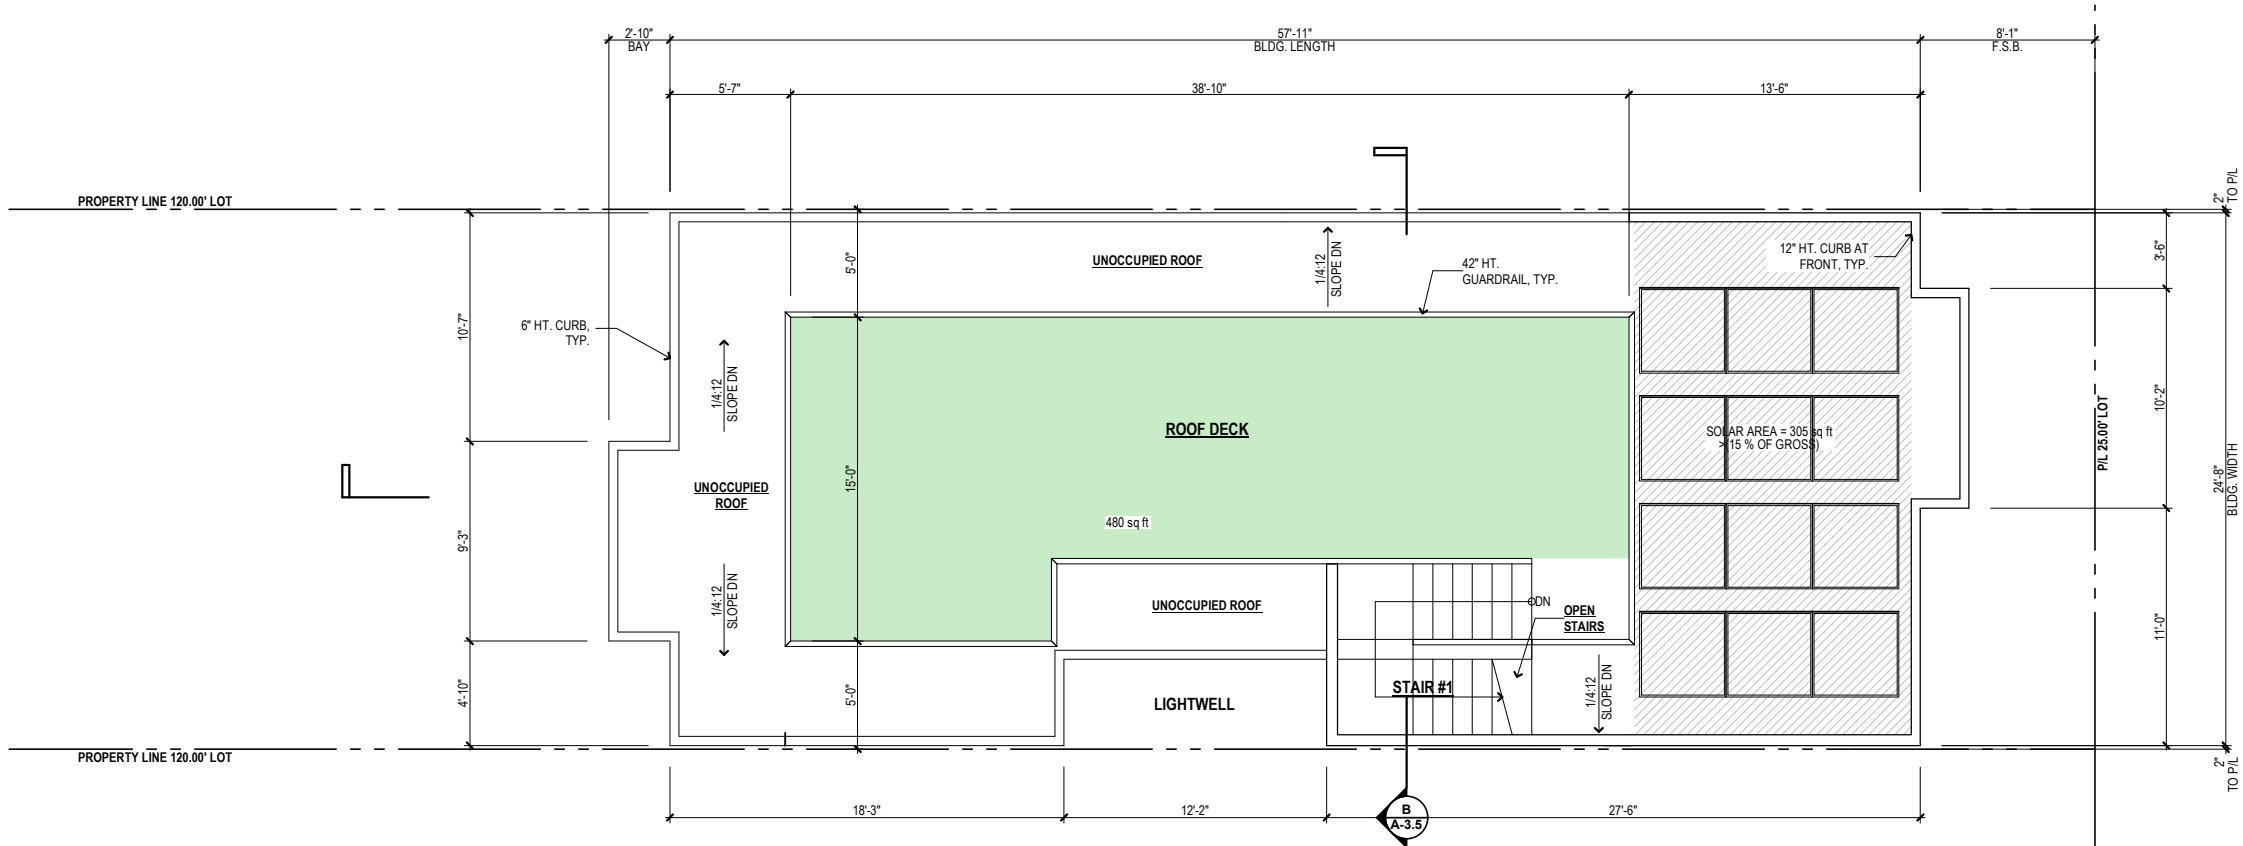 2'-10"
BAY
57'-11"
BLDG. LENGTH
8'-1"
F.S.B.
5'-7"
38'-10"
13'-6"
PROPERTY LINE 120.00' LOT
2"
TO P/L
UNOCCUPIED ROOF
1/4:12
SLOPE DN
42" HT.
GUARDRAIL, TYP.
12" HT. CURB AT
FRONT, TYP.
3'-6"
5'-0"
10'-7"
6" HT. CURB,
TYP.
1/4:12
SLOPE DN
ROOF DECK
SOLAR AREA = 305 sq ft
>(15 % OF GROSS)
10'-2"
P/L 25.00' LOT
24'-8"
BLDG. WIDTH
UNOCCUPIED
ROOF
15'-0"
480 sq ft
9'-3"
1/4:12
SLOPE DN
UNOCCUPIED ROOF
DN
OPEN
STAIRS
11'-0"
4'-10"
5'-0"
LIGHTWELL
STAIR #1
1/4:12
SLOPE DN
PROPERTY LINE 120.00' LOT
2"
TO P/L
18'-3"
12'-2"
B
A-3.5
27'-6"